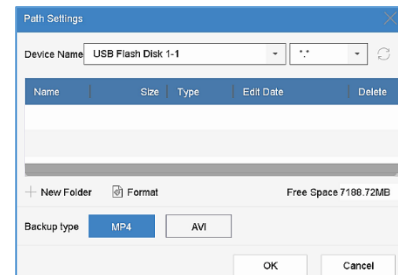 Path Settings
Device Name USB Flash Disk 1-1 *.*
Name Size Type Edit Date Delete
New Folder Format Free Space 7188.72MB
Backup type MP4 AVI
OK Cancel